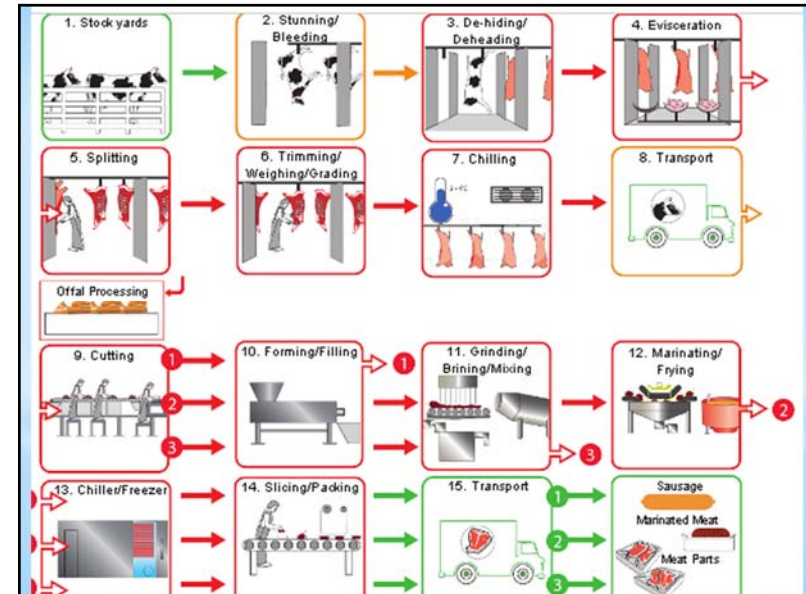 1. Stock yards
2. Stunning/
Bleeding
3. De-hiding/
Deheading
4. Evisceration
5. Splitting
6. Trimming/
Weighing/Grading
7. Chilling
8. Transport
Offal Processing
9. Cutting
1
2
3
10. Forming/Filling
1
11. Grinding/
Brining/Mixing
3
12. Marinating/
Frying
2
13. Chiller/Freezer
14. Slicing/Packing
15. Transport
1
2
3
Sausage
Marinated Meat
Meat Parts